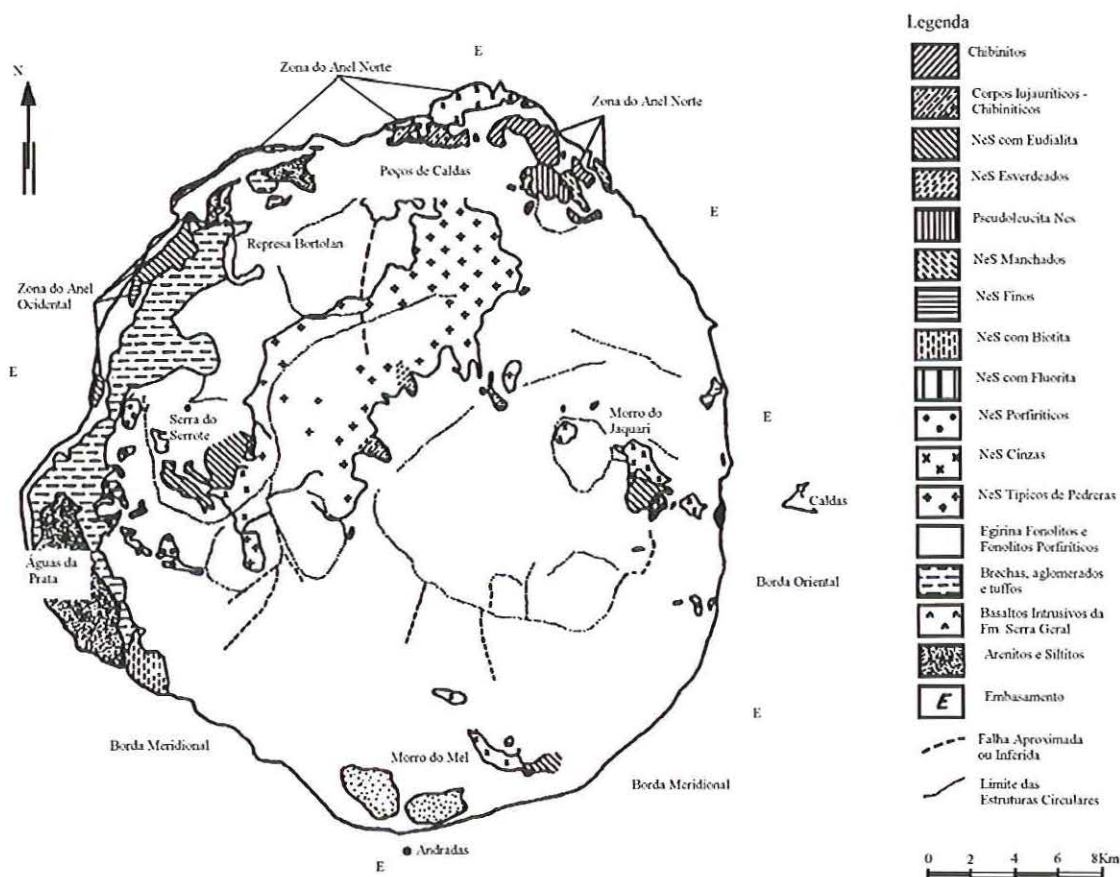 Legenda
Chibinitos
Corpos lujauríticos -
Chibiníticos
NeS com Eudialita
NeS Esverdeados
Pseudoleucita Nes
NeS Manchados
NeS Finos
NeS com Biotita
NeS com Fluorita
NeS Porfiríticos
NeS Cinzas
NeS Típicos de Pedreras
Egirina Fonolitos e
Fonolitos Porfiríticos
Brechas, aglomerados
e tuffos
Basaltos Intrusivos da
Fm. Serra Geral
Arenitos e Siltitos
E
Embasamento
Falha Aproximada
ou Inferida
Limite das
Estruturas Circulares
0 2 4 6 8Km
N
E
Zona do Anel Norte
Zona do Anel Norte
Poços de Caldas
E
Represa Bortolan
Zona do Anel
Ocidental
E
Serra do
Serrote
Morro do
Jaquari
E
Caldas
Águas da
Prata
Borda Oriental
E
Borda Meridional
Morro do Mel
Borda Meridional
Andradas
E